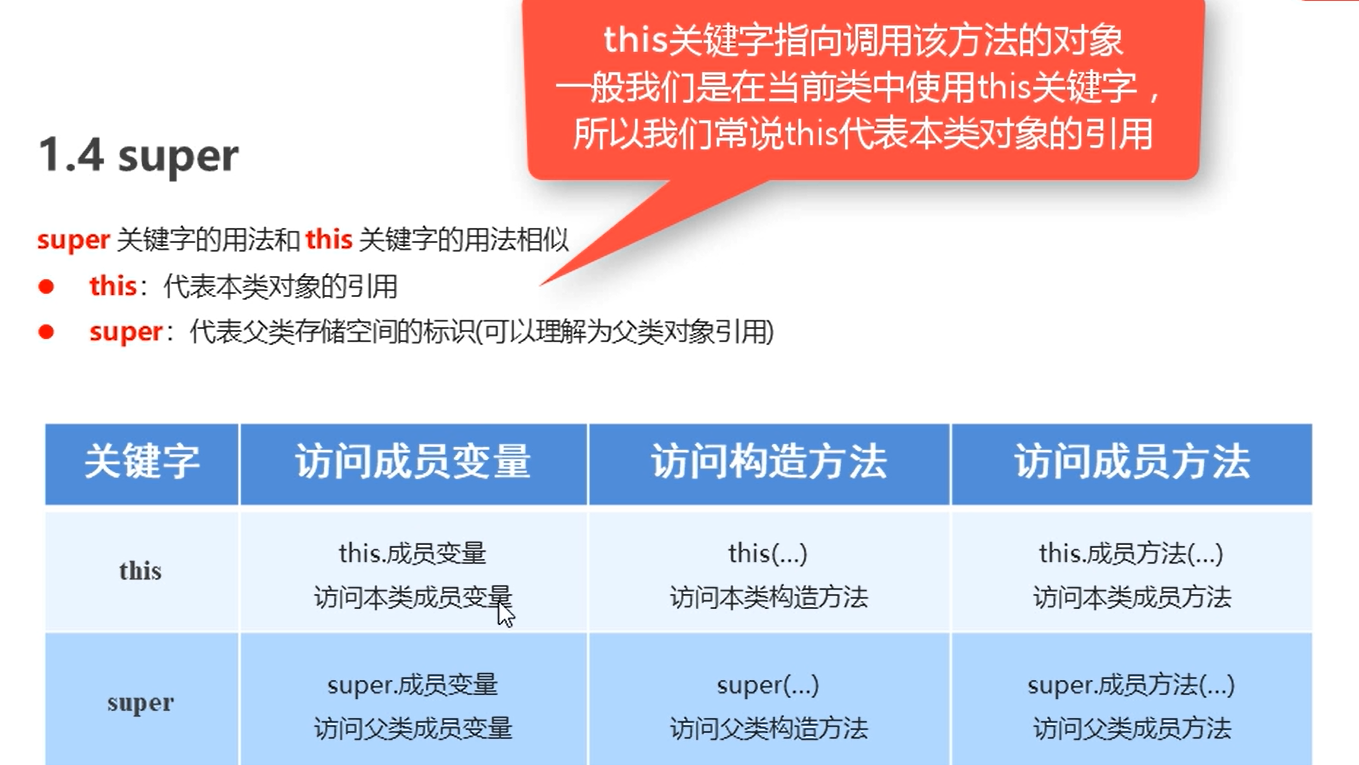 this关键字指向调用该方法的对象
一般我们是在当前类中使用this关键字，
所以我们常说this代表本类对象的引用
1.4 super
super 关键字的用法和 this 关键字的用法相似
● this：代表本类对象的引用
● super：代表父类存储空间的标识(可以理解为父类对象引用)
关键字 访问成员变量 访问构造方法 访问成员方法
this
this.成员变量
访问本类成员变量
this(...)
访问本类构造方法
this.成员方法(...)
访问本类成员方法
super
super.成员变量
访问父类成员变量
super(...)
访问父类构造方法
super.成员方法(...)
访问父类成员方法